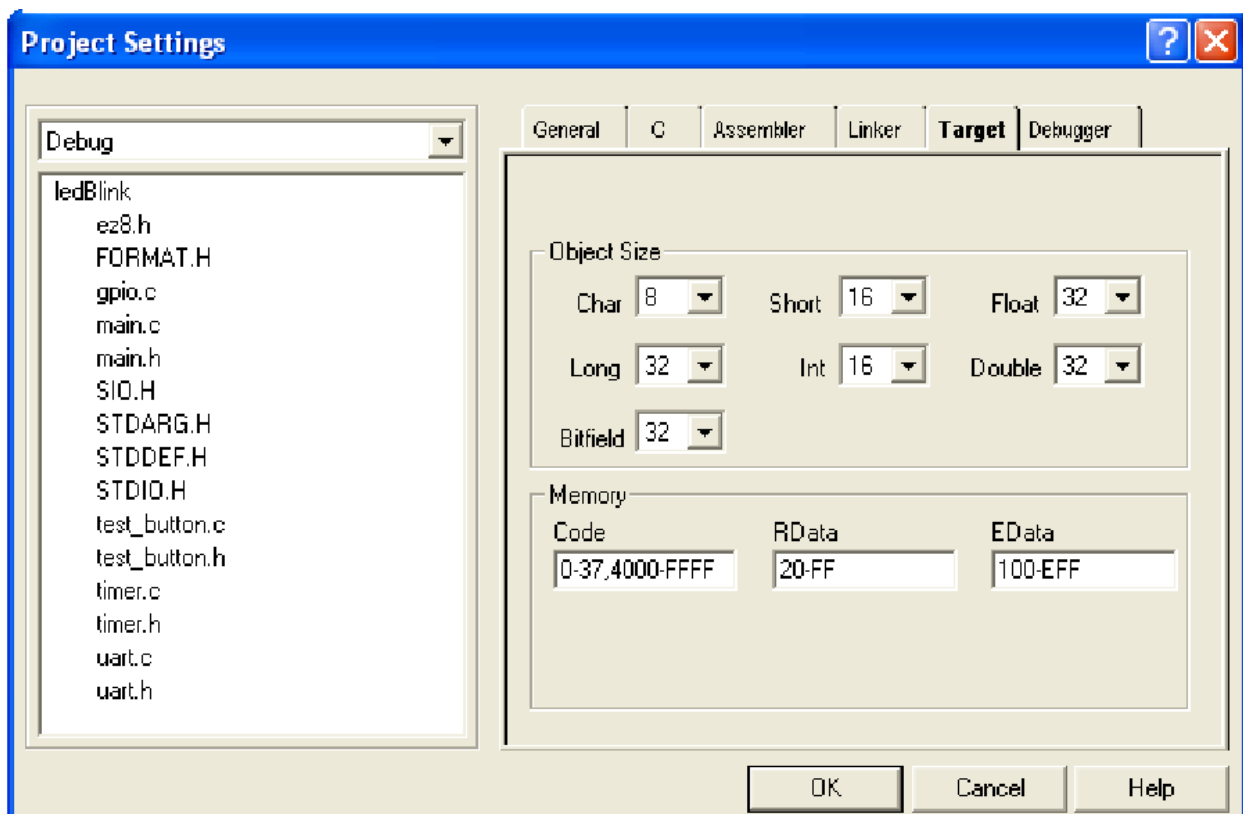 Project Settings
Debug
ledBlink
ez8.h
FORMAT.H
gpio.c
main.c
main.h
SIO.H
STDARG.H
STDDEF.H
STDIO.H
test_button.c
test_button.h
timer.c
timer.h
uart.c
uart.h
General C Assembler Linker Target Debugger
Object Size
Char 8 Short 16 Float 32
Long 32 Int 16 Double 32
Bitfield 32
Memory
Code RData EData
0-37,4000-FFFF 20-FF 100-EFF
OK Cancel Help